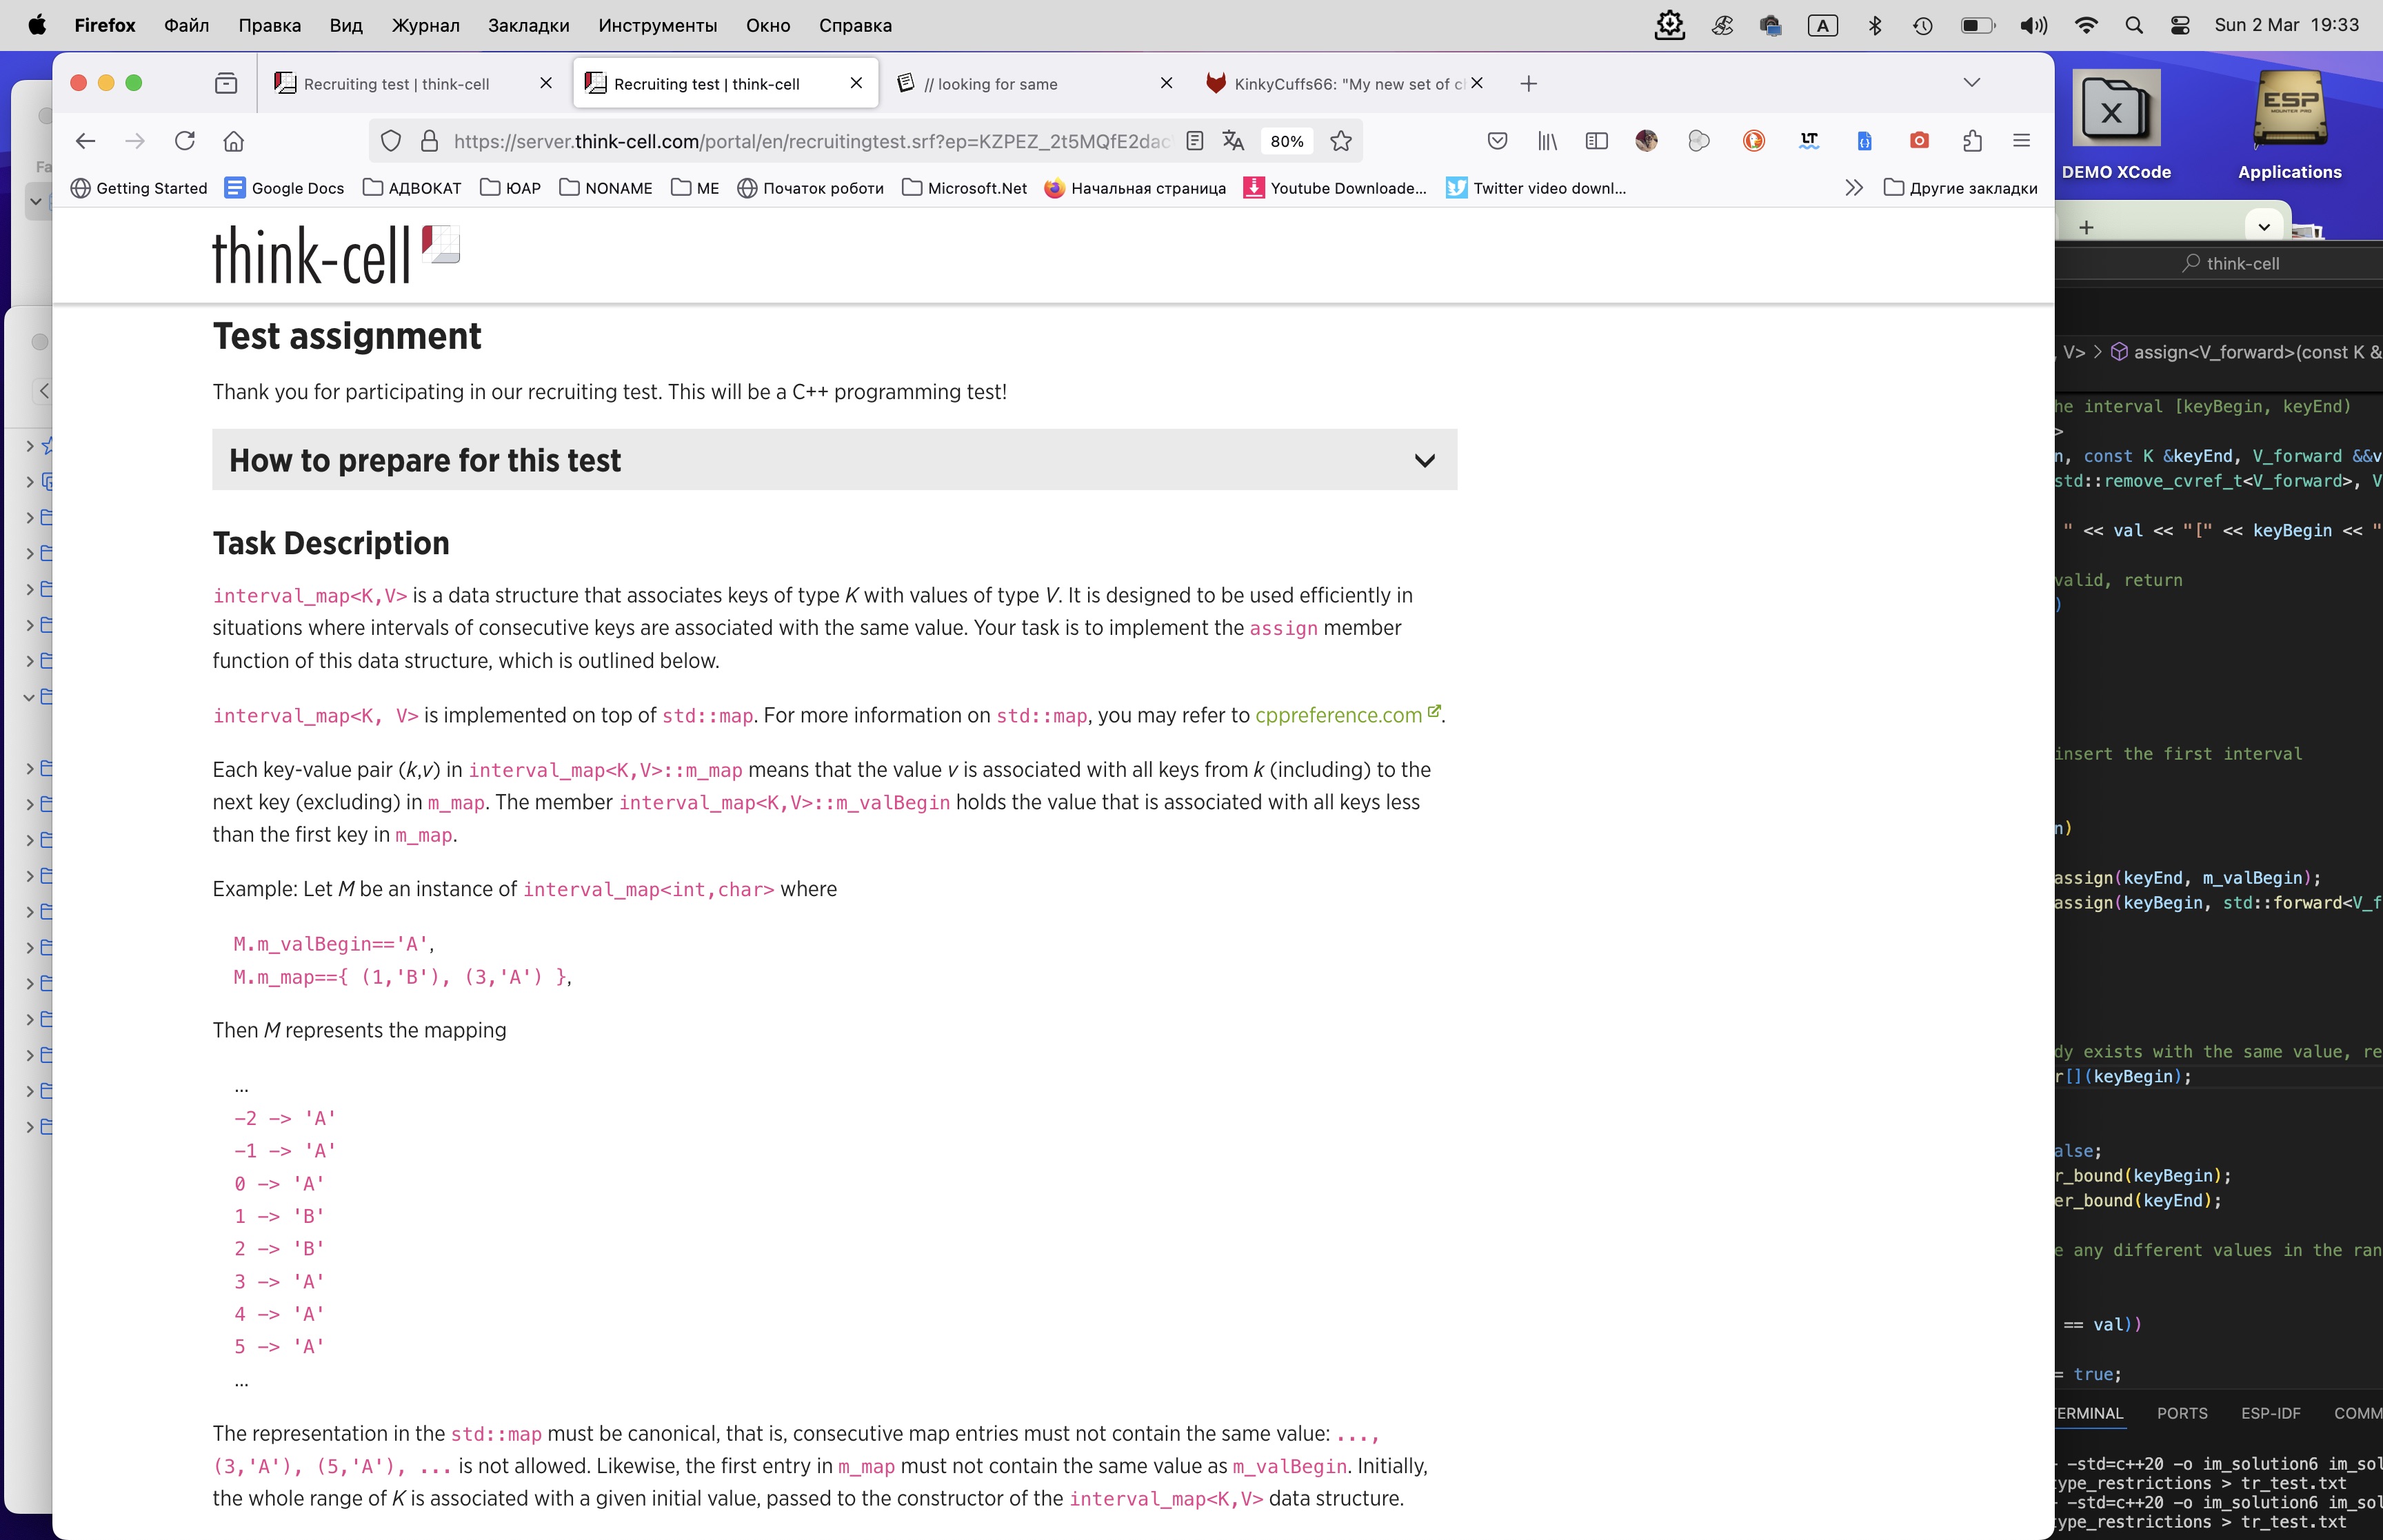 Firefox Файл Правка Вид Журнал Закладки Инструменты Окно Справка
A
Sun 2 Mar 19:33
Recruiting test | think-cell
Recruiting test | think-cell
// looking for same
KinkyCuffs66: "My new set of c
https://server.think-cell.com/portal/en/recruitingtest.srf?ep=KZPEZ_2t5MQfE2dac
80%
Getting Started Google Docs АДВОКАТ ЮАР NONAME ME Початок роботи Microsoft.Net Начальная страница Youtube Downloade... Twitter video downl... Другие закладки
X
ESP
DEMO XCode
Applications
Fa
think-cell
Test assignment
Thank you for participating in our recruiting test. This will be a C++ programming test!
How to prepare for this test
Task Description
interval_map<K,V> is a data structure that associates keys of type K with values of type V. It is designed to be used efficiently in
situations where intervals of consecutive keys are associated with the same value. Your task is to implement the assign member
function of this data structure, which is outlined below.
interval_map<K, V> is implemented on top of std::map. For more information on std::map, you may refer to cppreference.com.
Each key-value pair (k,v) in interval_map<K,V>::m_map means that the value v is associated with all keys from k (including) to the
next key (excluding) in m_map. The member interval_map<K,V>::m_valBegin holds the value that is associated with all keys less
than the first key in m_map.
Example: Let M be an instance of interval_map<int,char> where
M.m_valBegin=='A',
M.m_map=={ (1,'B'), (3,'A') },
Then M represents the mapping
...
-2 -> 'A'
-1 -> 'A'
0 -> 'A'
1 -> 'B'
2 -> 'B'
3 -> 'A'
4 -> 'A'
5 -> 'A'
...
The representation in the std::map must be canonical, that is, consecutive map entries must not contain the same value: ...,
(3,'A'), (5,'A'), ... is not allowed. Likewise, the first entry in m_map must not contain the same value as m_valBegin. Initially,
the whole range of K is associated with a given initial value, passed to the constructor of the interval_map<K,V> data structure.
think-cell
V> > assign<V_forward>(const K &
he interval [keyBegin, keyEnd)
>
n, const K &keyEnd, V_forward &&v
std::remove_cvref_t<V_forward>, V
" << val << "[" << keyBegin << "
valid, return
)
insert the first interval
n)
assign(keyEnd, m_valBegin);
assign(keyBegin, std::forward<V_f
dy exists with the same value, re
r[](keyBegin);
alse;
r_bound(keyBegin);
er_bound(keyEnd);
e any different values in the ran
== val))
= true;
TERMINAL PORTS ESP-IDF COMM
-std=c++20 -o im_solution6 im_sol
type_restrictions > tr_test.txt
-std=c++20 -o im_solution6 im_sol
type_restrictions > tr_test.txt